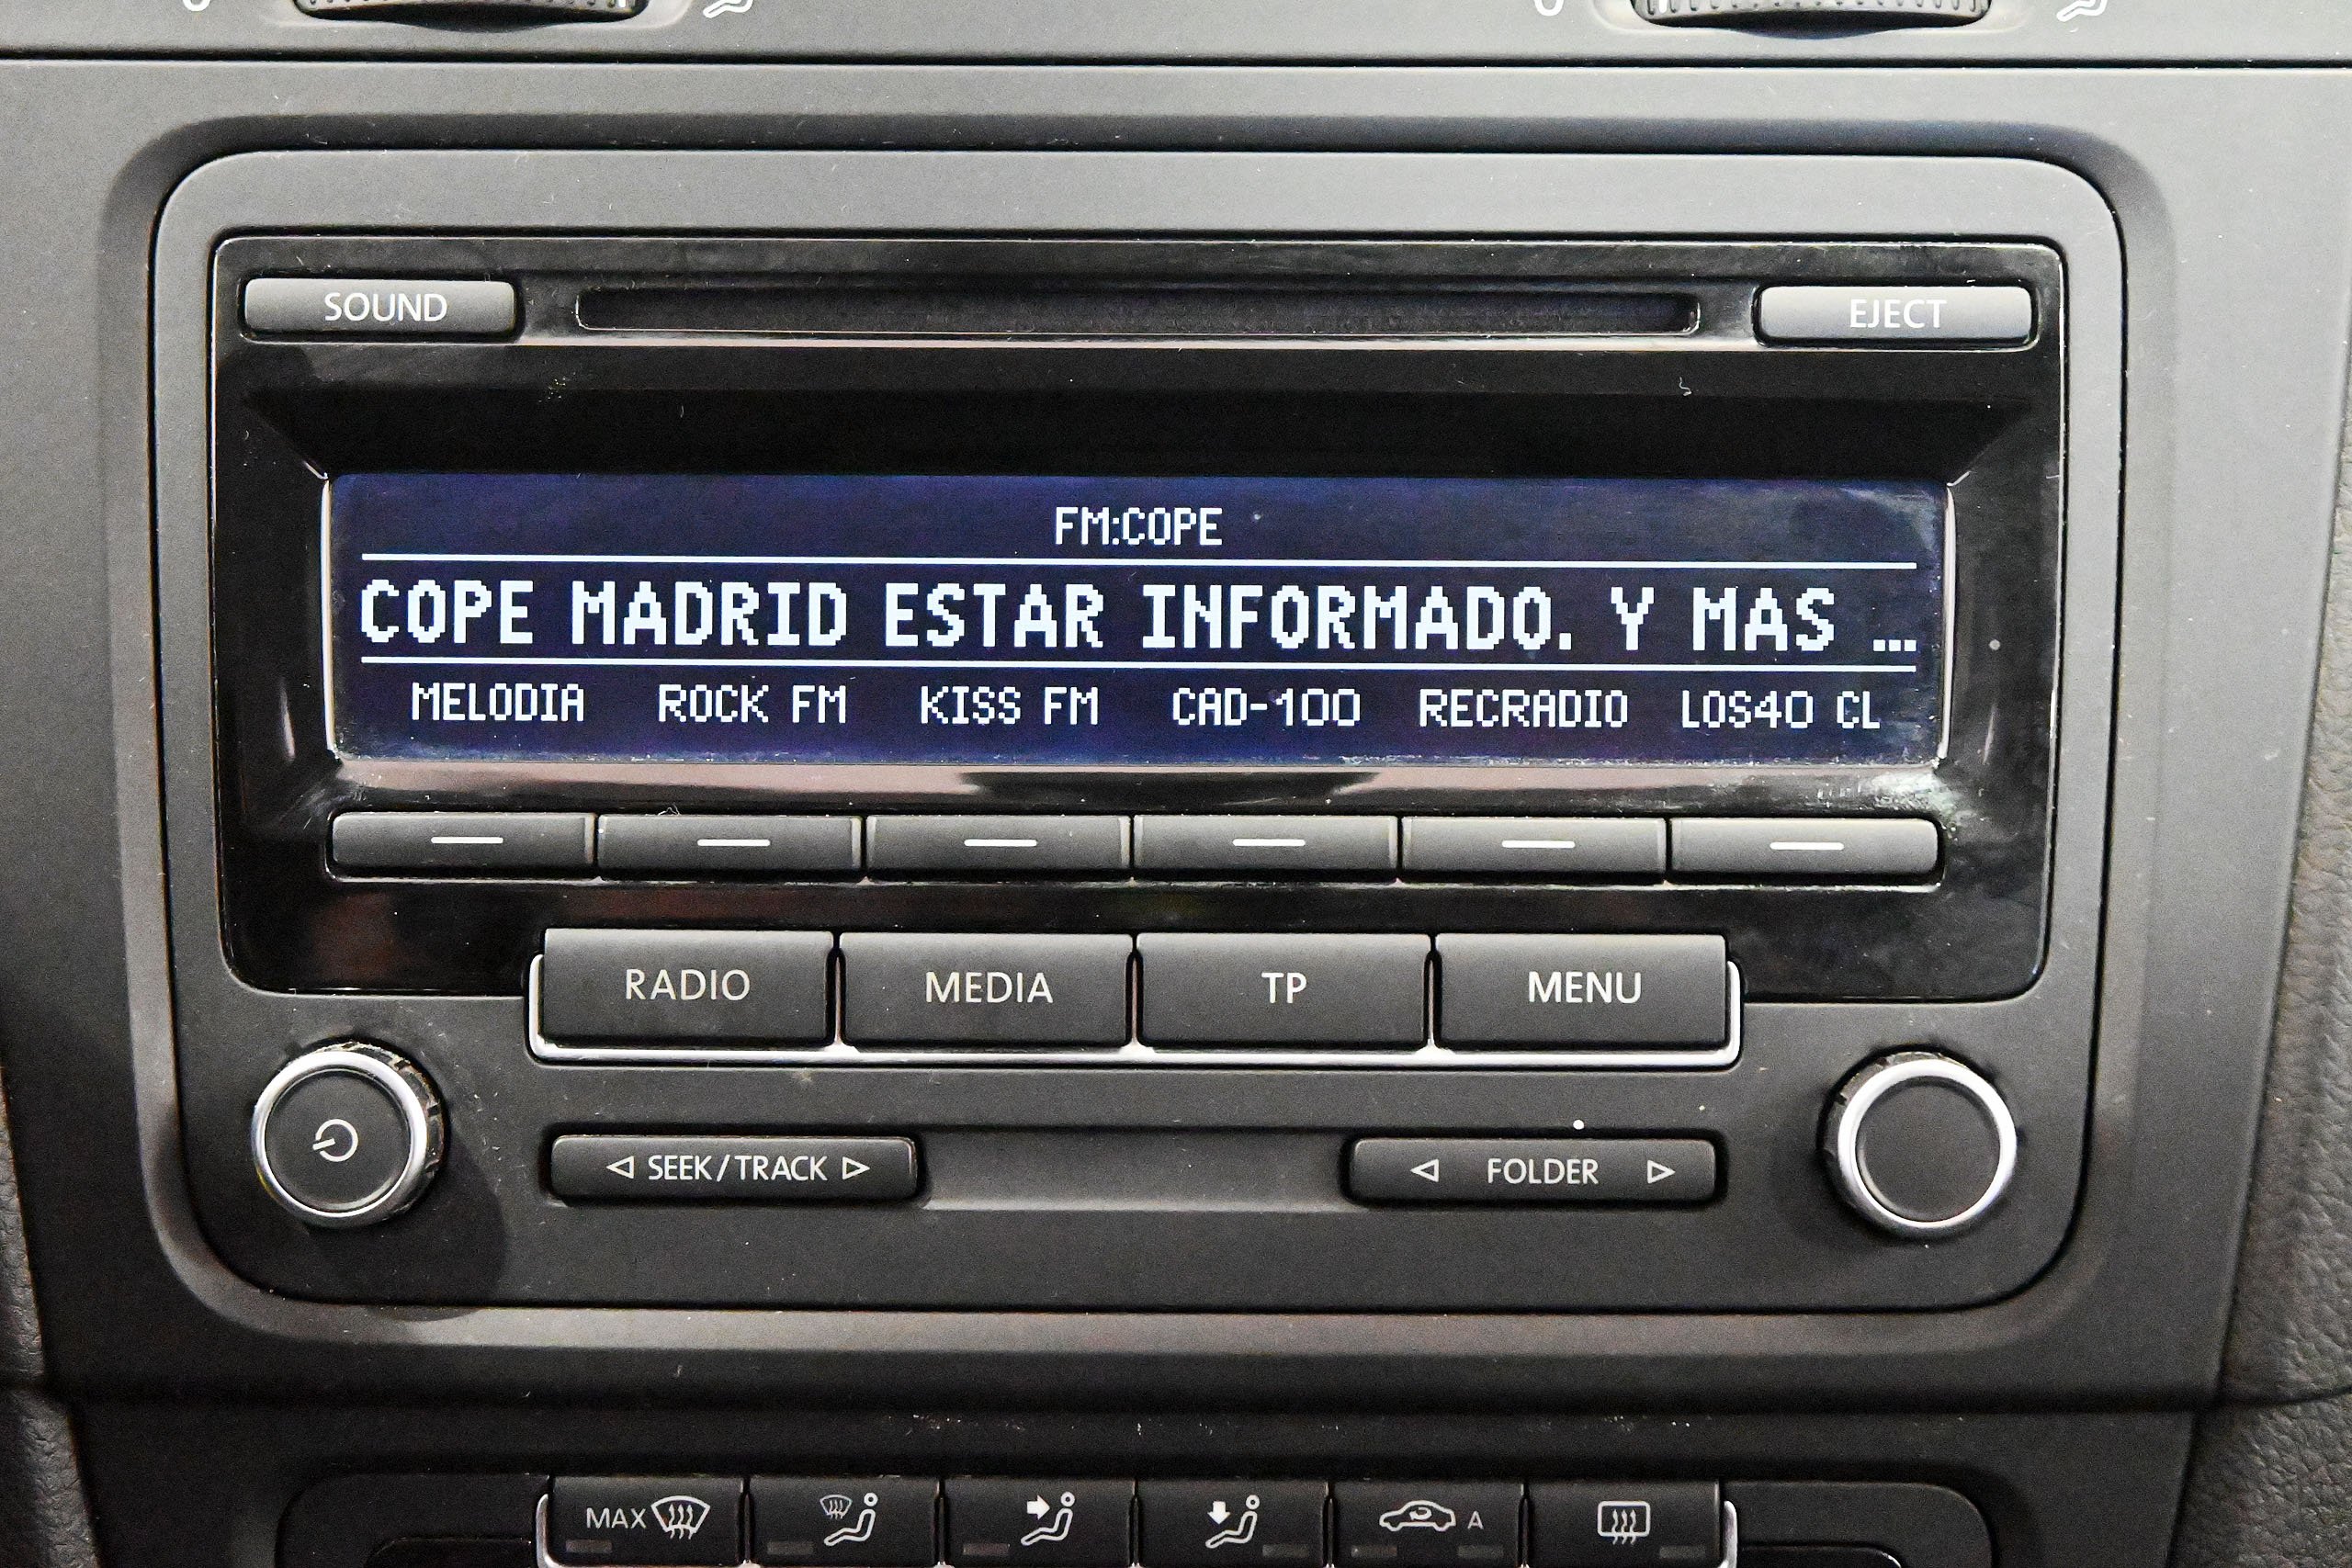 SOUND
EJECT
FM:COPE
COPE MADRID ESTAR INFORMADO. Y MAS ...
MELODIA ROCK FM KISS FM CAD-100 RECRADIO LOS40 CL
RADIO MEDIA TP MENU
SEEK/TRACK FOLDER
MAX A